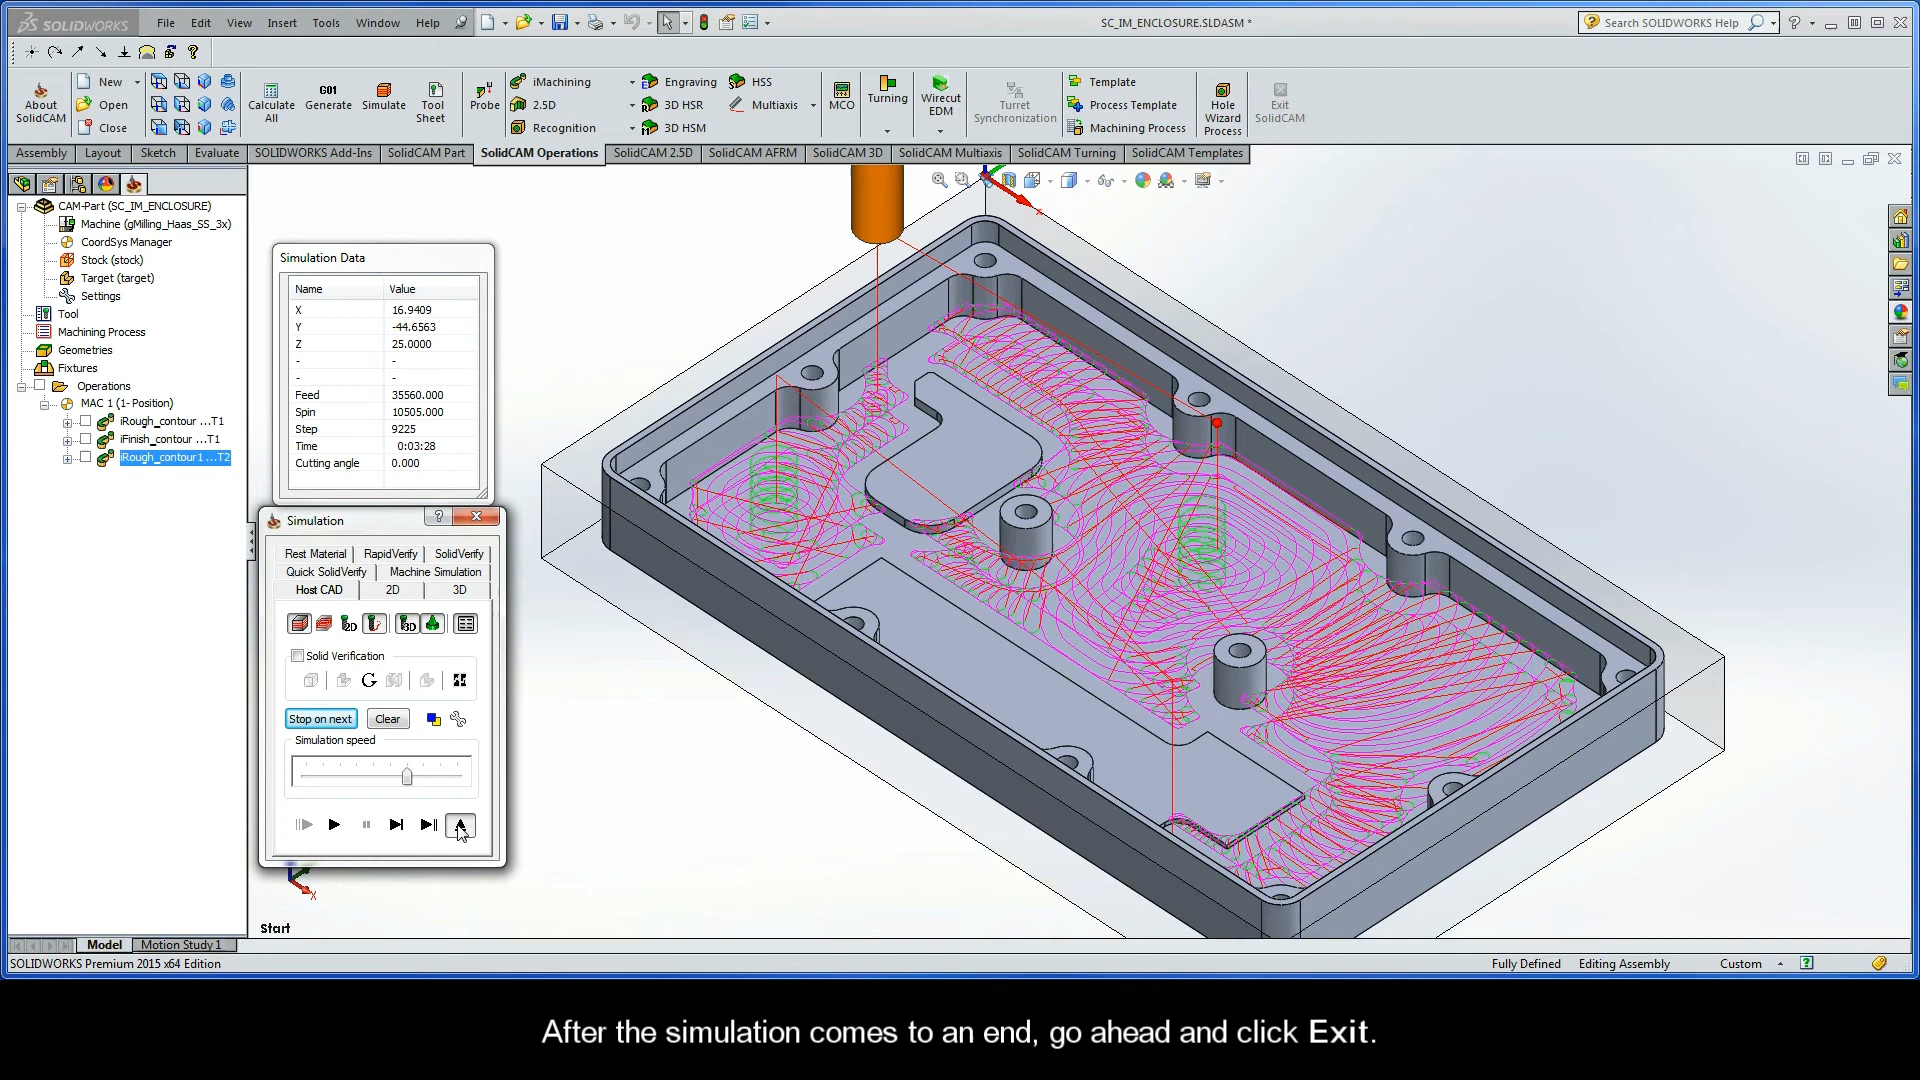 SOLIDWORKS File Edit View Insert Tools Window Help SC_IM_ENCLOSURE.SLDASM * Search SOLIDWORKS Help
About SolidCAM New Open Close Calculate All G01 Generate Simulate Tool Sheet Probe iMachining 2.5D Recognition Engraving 3D HSR 3D HSM HSS Multiaxis MCO Turning Wirecut EDM Turret Synchronization Template Process Template Machining Process Hole Wizard Process Exit SolidCAM
Assembly Layout Sketch Evaluate SOLIDWORKS Add-Ins SolidCAM Part SolidCAM Operations SolidCAM 2.5D SolidCAM AFRM SolidCAM 3D SolidCAM Multiaxis SolidCAM Turning SolidCAM Templates
CAM-Part (SC_IM_ENCLOSURE)
Machine (gMilling_Haas_SS_3x)
CoordSys Manager
Stock (stock)
Target (target)
Settings
Tool
Machining Process
Geometries
Fixtures
Operations
MAC 1 (1- Position)
iRough_contour ...T1
iFinish_contour ...T1
iRough_contour1 ...T2
Simulation Data
Name Value
X 16.9409
Y -44.6563
Z 25.0000
- -
- -
Feed 35560.000
Spin 10505.000
Step 9225
Time 0:03:28
Cutting angle 0.000
Simulation
Rest Material RapidVerify SolidVerify
Quick SolidVerify Machine Simulation
Host CAD 2D 3D
2D 3D
Solid Verification
Stop on next Clear
Simulation speed
x
X
Start
Model Motion Study 1
SOLIDWORKS Premium 2015 x64 Edition Fully Defined Editing Assembly Custom
After the simulation comes to an end, go ahead and click Exit.